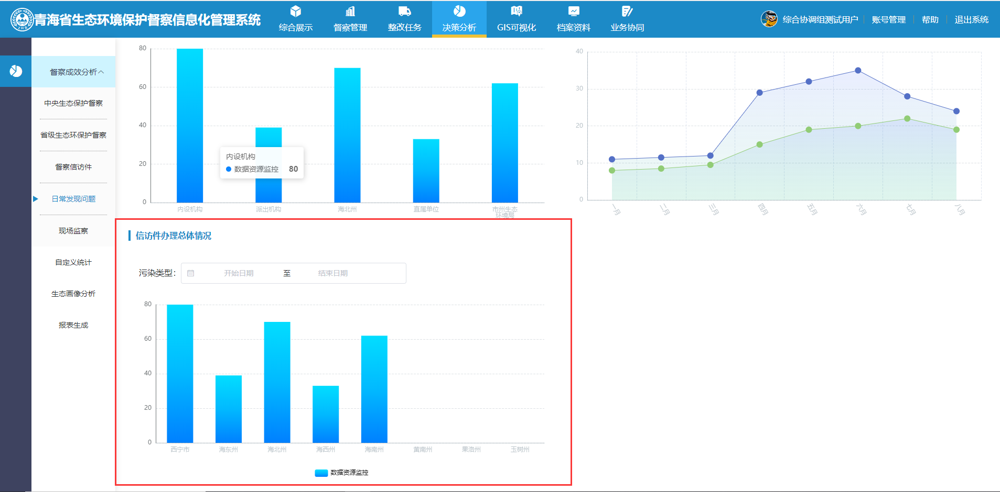 青海省生态环境保护督察信息化管理系统
综合展示
督察管理
整改任务
决策分析
GIS可视化
档案资料
业务协同
综合协调组测试用户
账号管理
帮助
退出系统
督察成效分析
中央生态保护督察
省级生态环保护督察
督察信访件
日常发现问题
现场监察
自定义统计
生态画像分析
报表生成
80
60
40
20
0
内设机构
数据资源监控 80
内设机构
派出机构
海北州
直属单位
市州生态
环境局
40
30
20
10
0
一月
二月
三月
四月
五月
六月
七月
八月
信访件办理总体情况
污染类型:
开始日期
至
结束日期
80
60
40
20
0
西宁市
海东州
海北州
海西州
海南州
黄南州
果洛州
玉树州
数据资源监控